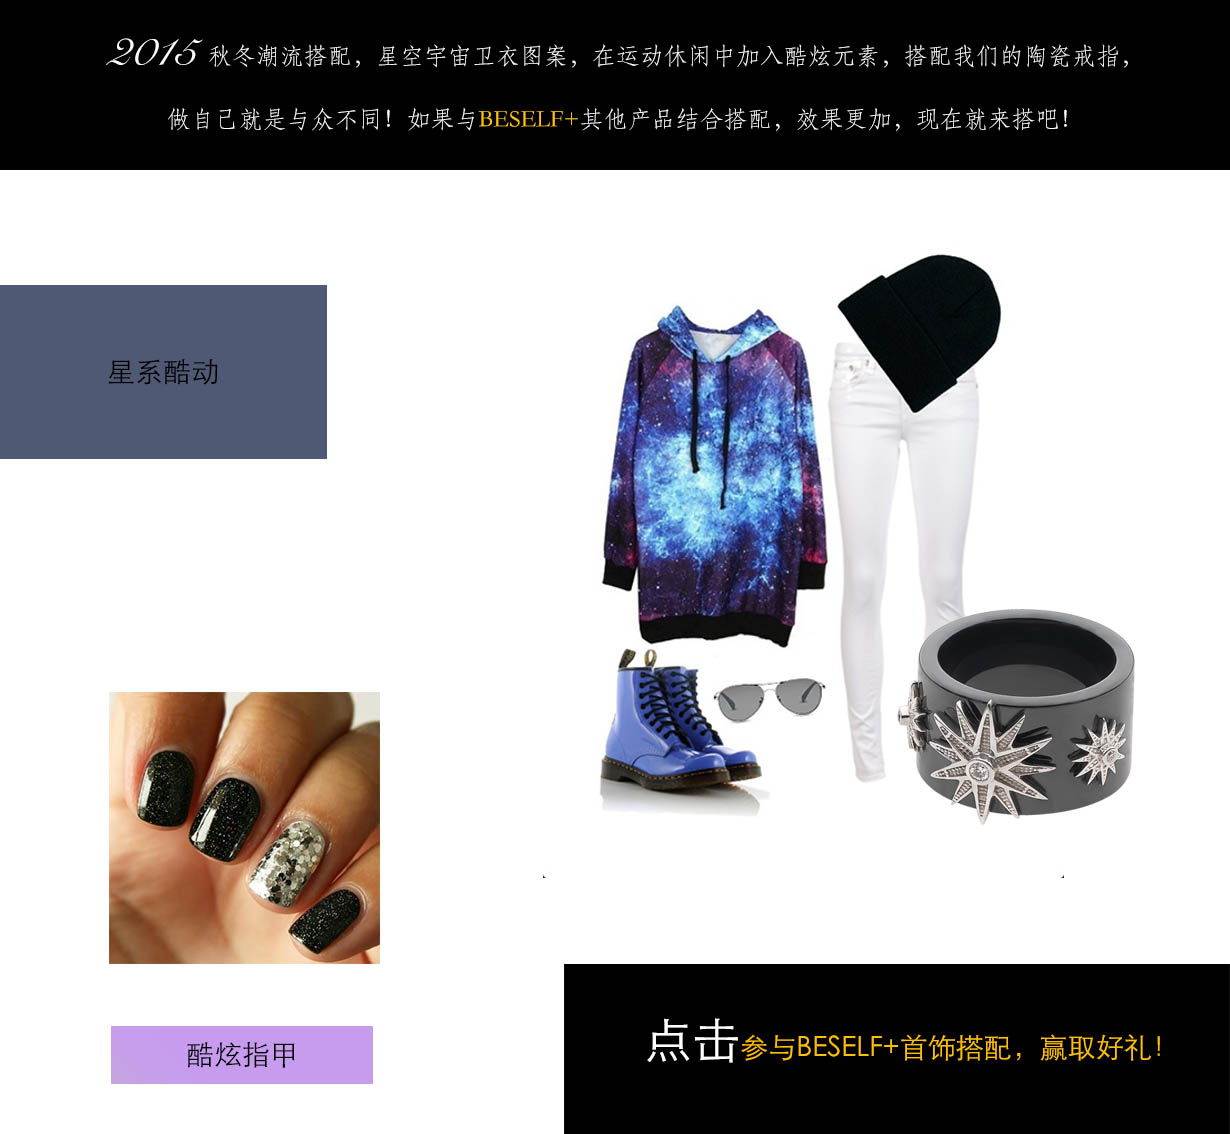 2015 秋冬潮流搭配，星空宇宙卫衣图案，在运动休闲中加入酷炫元素，搭配我们的陶瓷戒指，
做自己就是与众不同！如果与BESELF+其他产品结合搭配，效果更加，现在就来搭吧！
星系酷动
酷炫指甲
点击参与BESELF+首饰搭配，赢取好礼！